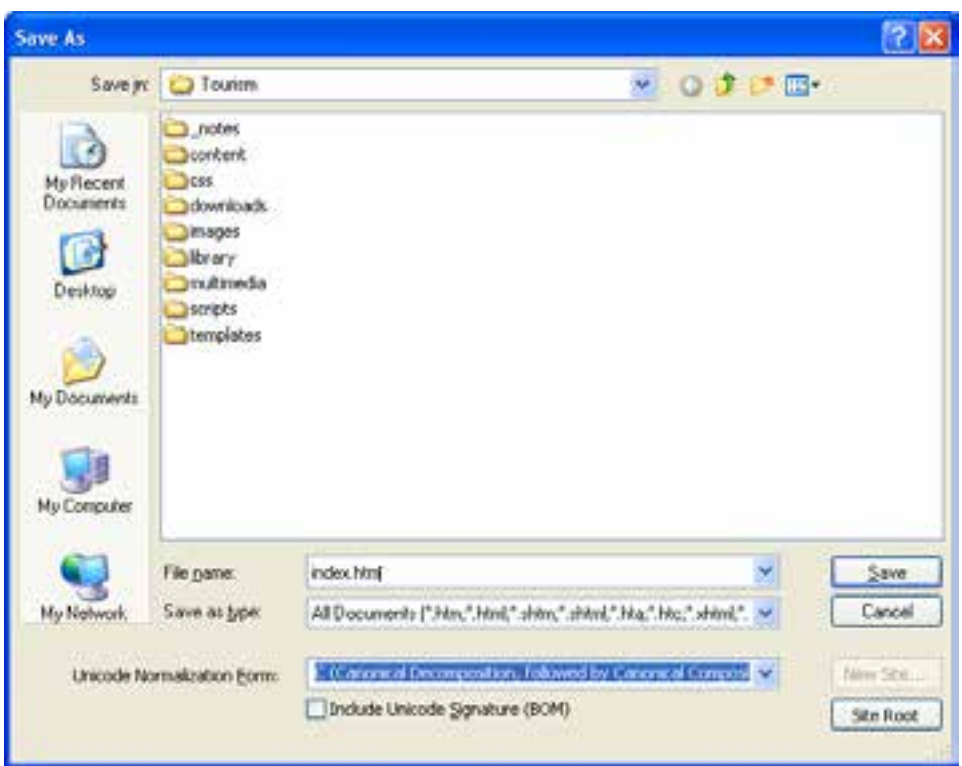 Save As
Save in:
Tourism
_notes
content
css
downloads
images
library
multimedia
scripts
templates
My Recent
Documents
Desktop
My Documents
My Computer
My Network
File name:
index.htm
Save
Save as type:
All Documents (*.htm,*.html,*.shtm,*.shtml,*.hta,*.htc,*.xhtml,*.
Cancel
Unicode Normalization Form:
C (Canonical Decomposition, followed by Canonical Composi
New Site...
Include Unicode Signature (BOM)
Site Root